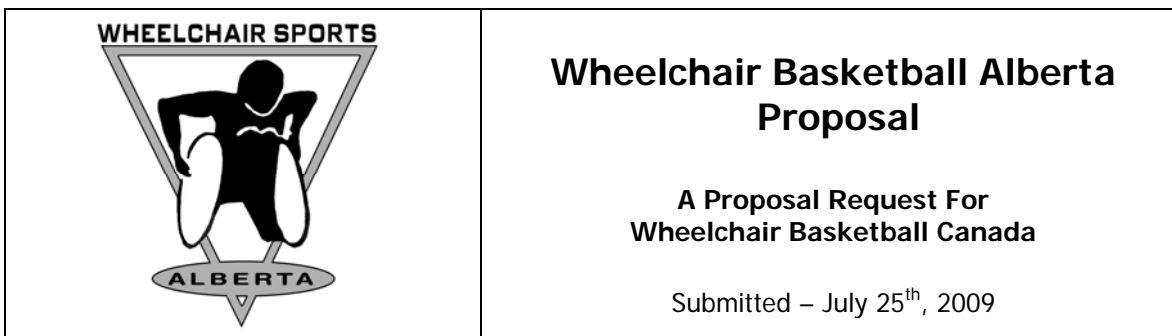 WHEELCHAIR SPORTS
ALBERTA
Wheelchair Basketball Alberta
Proposal
A Proposal Request For
Wheelchair Basketball Canada
Submitted – July 25th, 2009